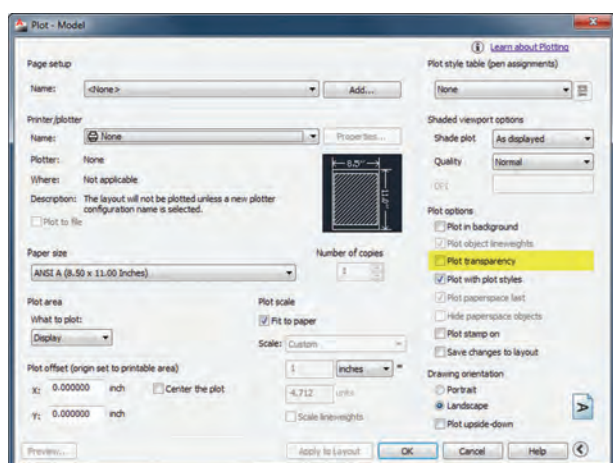 Plot - Model
Learn about Plotting
Page setup
Name: <None> Add...
Plot style table (pen assignments)
None
Printer/plotter
Name: None Properties...
Plotter: None
Where: Not applicable
Description: The layout will not be plotted unless a new plotter configuration name is selected.
Plot to file
8.5"
11.0"
Shaded viewport options
Shade plot As displayed
Quality Normal
DPI
Paper size
ANSI A (8.50 x 11.00 Inches)
Number of copies
1
Plot options
Plot in background
Plot object lineweights
Plot transparency
Plot with plot styles
Plot paperspace last
Hide paperspace objects
Plot stamp on
Save changes to layout
Plot area
What to plot:
Display
Plot scale
Fit to paper
Scale: Custom
1 inches =
4.712 units
Scale lineweights
Plot offset (origin set to printable area)
X: 0.000000 inch Center the plot
Y: 0.000000 inch
Drawing orientation
Portrait
Landscape
Plot upside-down
A
Preview... Apply to Layout OK Cancel Help